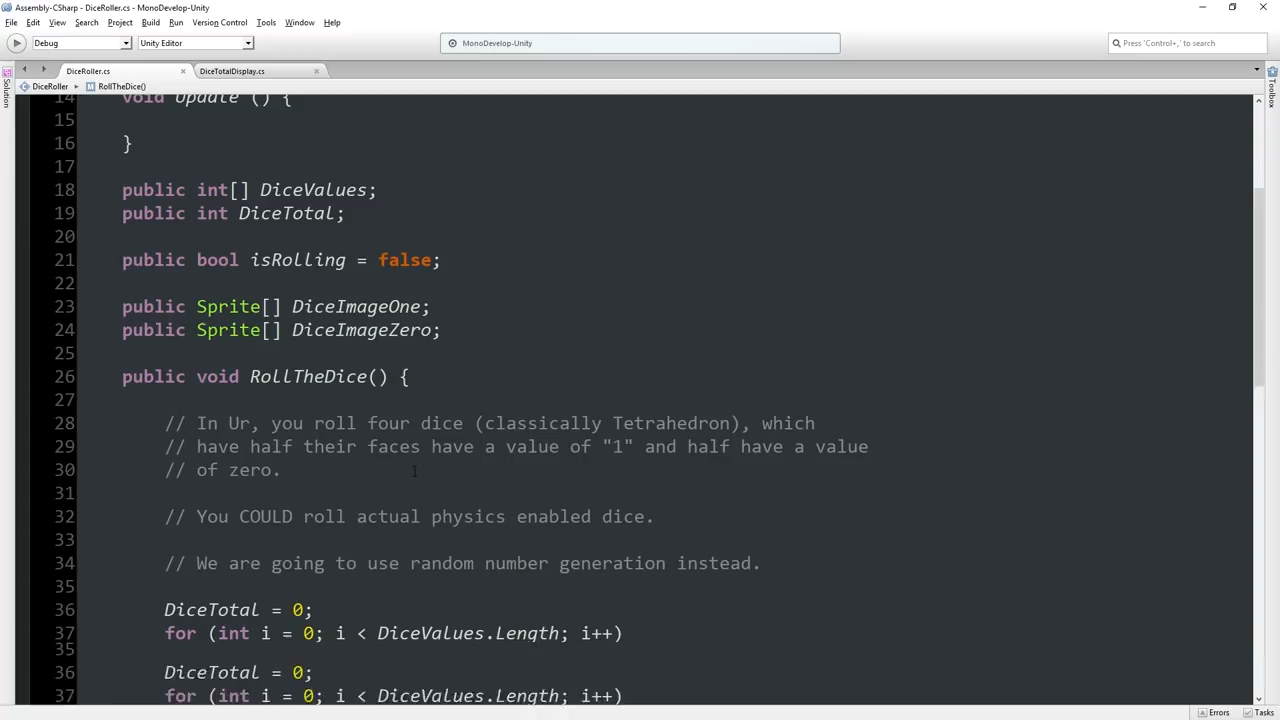 Assembly-CSharp - DiceRoller.cs - MonoDevelop-Unity
File Edit View Search Project Build Run Version Control Tools Window Help
Debug Unity Editor MonoDevelop-Unity Press 'Control+,' to search
DiceRoller.cs DiceTotalDisplay.cs
DiceRoller RollTheDice()
Solution
Toolbox
14 void Update () {
15
16 }
17
18 public int[] DiceValues;
19 public int DiceTotal;
20
21 public bool isRolling = false;
22
23 public Sprite[] DiceImageOne;
24 public Sprite[] DiceImageZero;
25
26 public void RollTheDice() {
27
28 // In Ur, you roll four dice (classically Tetrahedron), which
29 // have half their faces have a value of "1" and half have a value
30 // of zero.
31
32 // You COULD roll actual physics enabled dice.
33
34 // We are going to use random number generation instead.
35
36 DiceTotal = 0;
37 for (int i = 0; i < DiceValues.Length; i++)
35
36 DiceTotal = 0;
37 for (int i = 0; i < DiceValues.Length; i++)
Errors Tasks